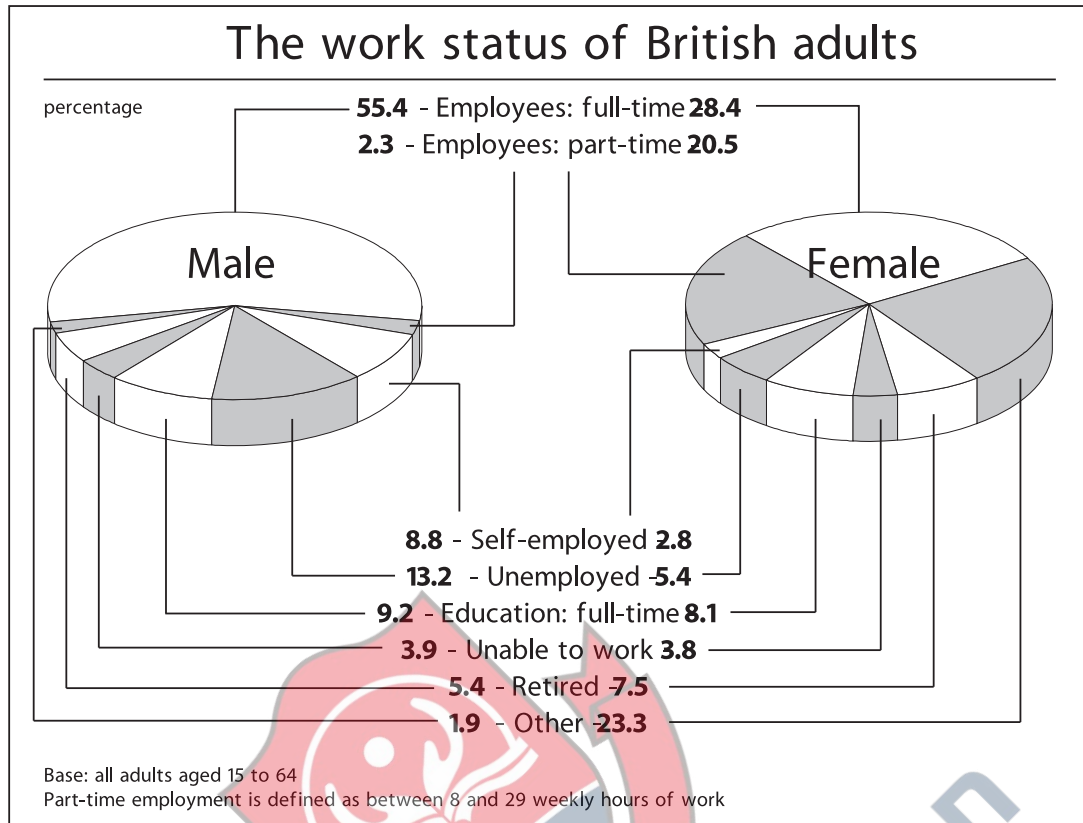 The work status of British adults
percentage
55.4 - Employees: full-time 28.4
2.3 - Employees: part-time 20.5
Male
Female
8.8 - Self-employed 2.8
13.2 - Unemployed -5.4
9.2 - Education: full-time 8.1
3.9 - Unable to work 3.8
5.4 - Retired -7.5
1.9 - Other -23.3
Base: all adults aged 15 to 64
Part-time employment is defined as between 8 and 29 weekly hours of work
n